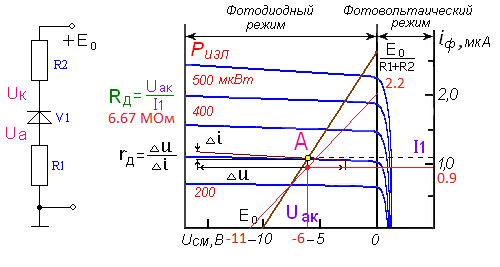 Фотодиодный режим
Фотовольтаического режим
+E₀
R2
Uк
V1
Uа
R1
Rд=Uак/I1
6.67 МОм
rд=△u/△i
Pизл
500 мкВт
400
200
△i
△u
A
E₀/R1+R2
2.2
iф, мкА
2,0
I1
1,0
0.9
E₀
Uак
Uсм,В
-11
–10
-6
–5
0